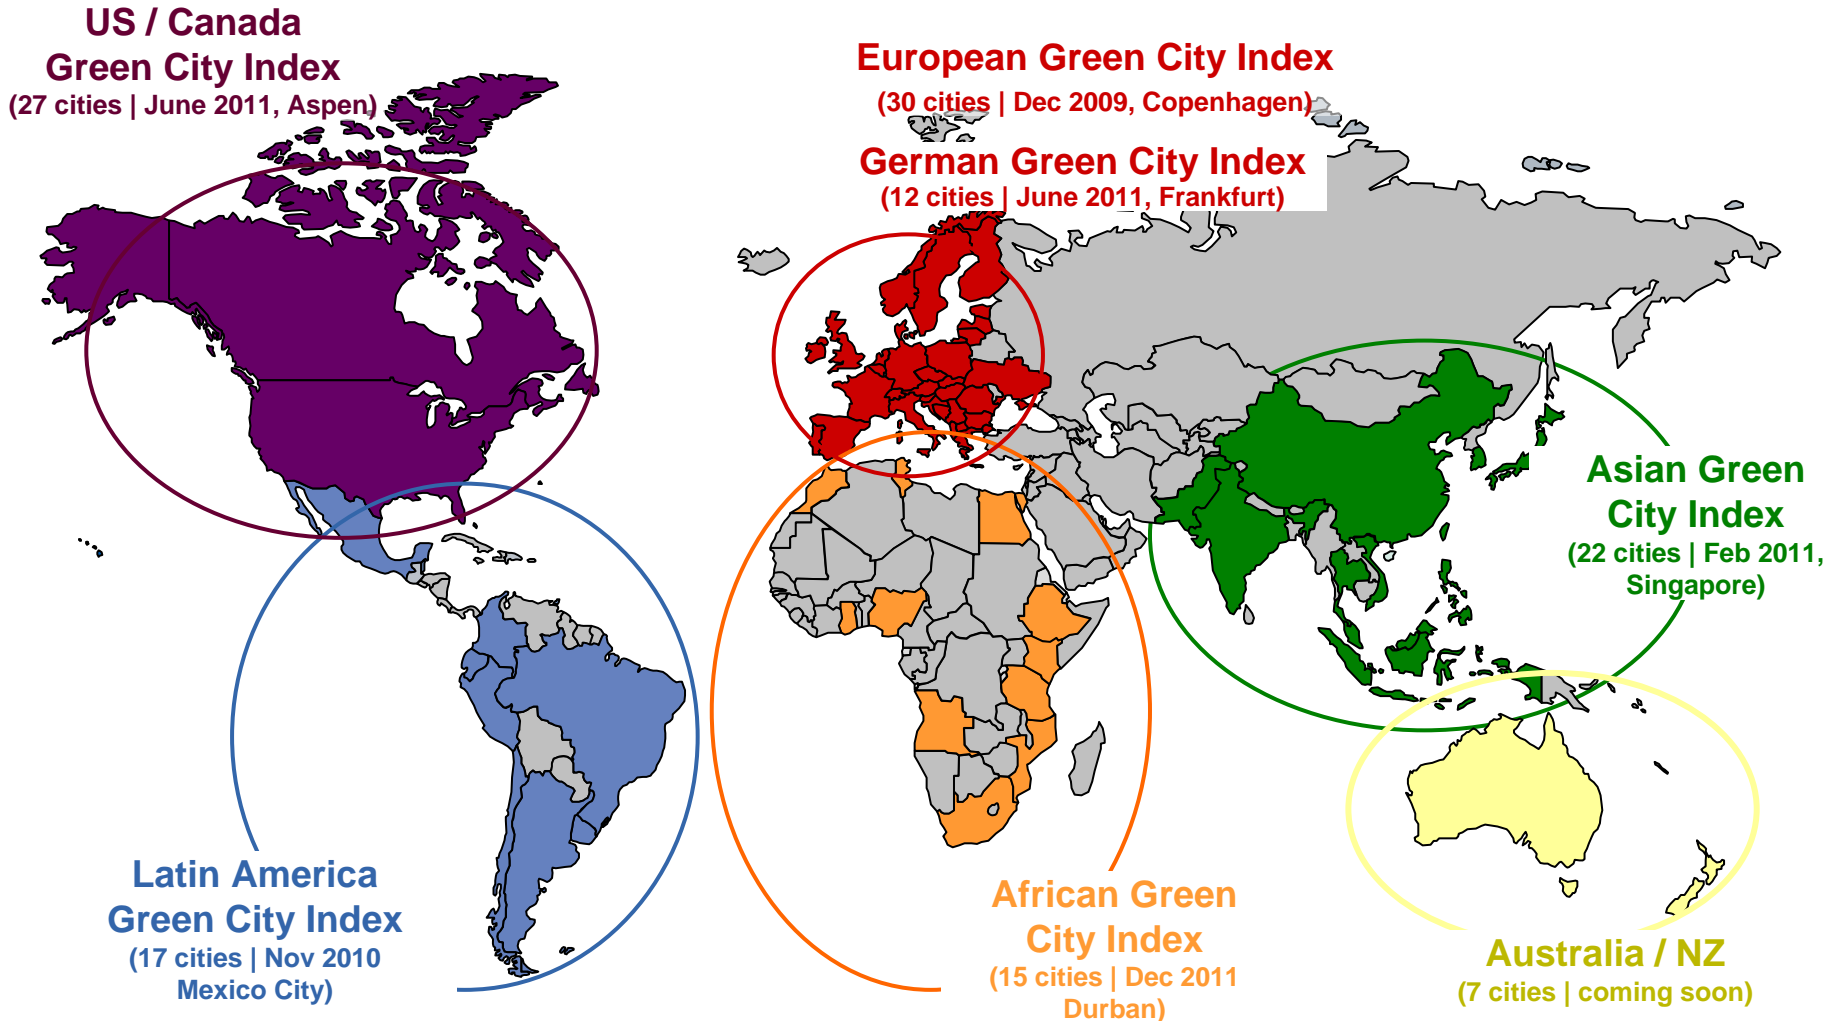 US / Canada
Green City Index
(27 cities | June 2011, Aspen)
European Green City Index
(30 cities | Dec 2009, Copenhagen)
German Green City Index
(12 cities | June 2011, Frankfurt)
Asian Green
City Index
(22 cities | Feb 2011,
Singapore)
Latin America
Green City Index
(17 cities | Nov 2010
Mexico City)
African Green
City Index
(15 cities | Dec 2011
Durban)
Australia / NZ
(7 cities | coming soon)